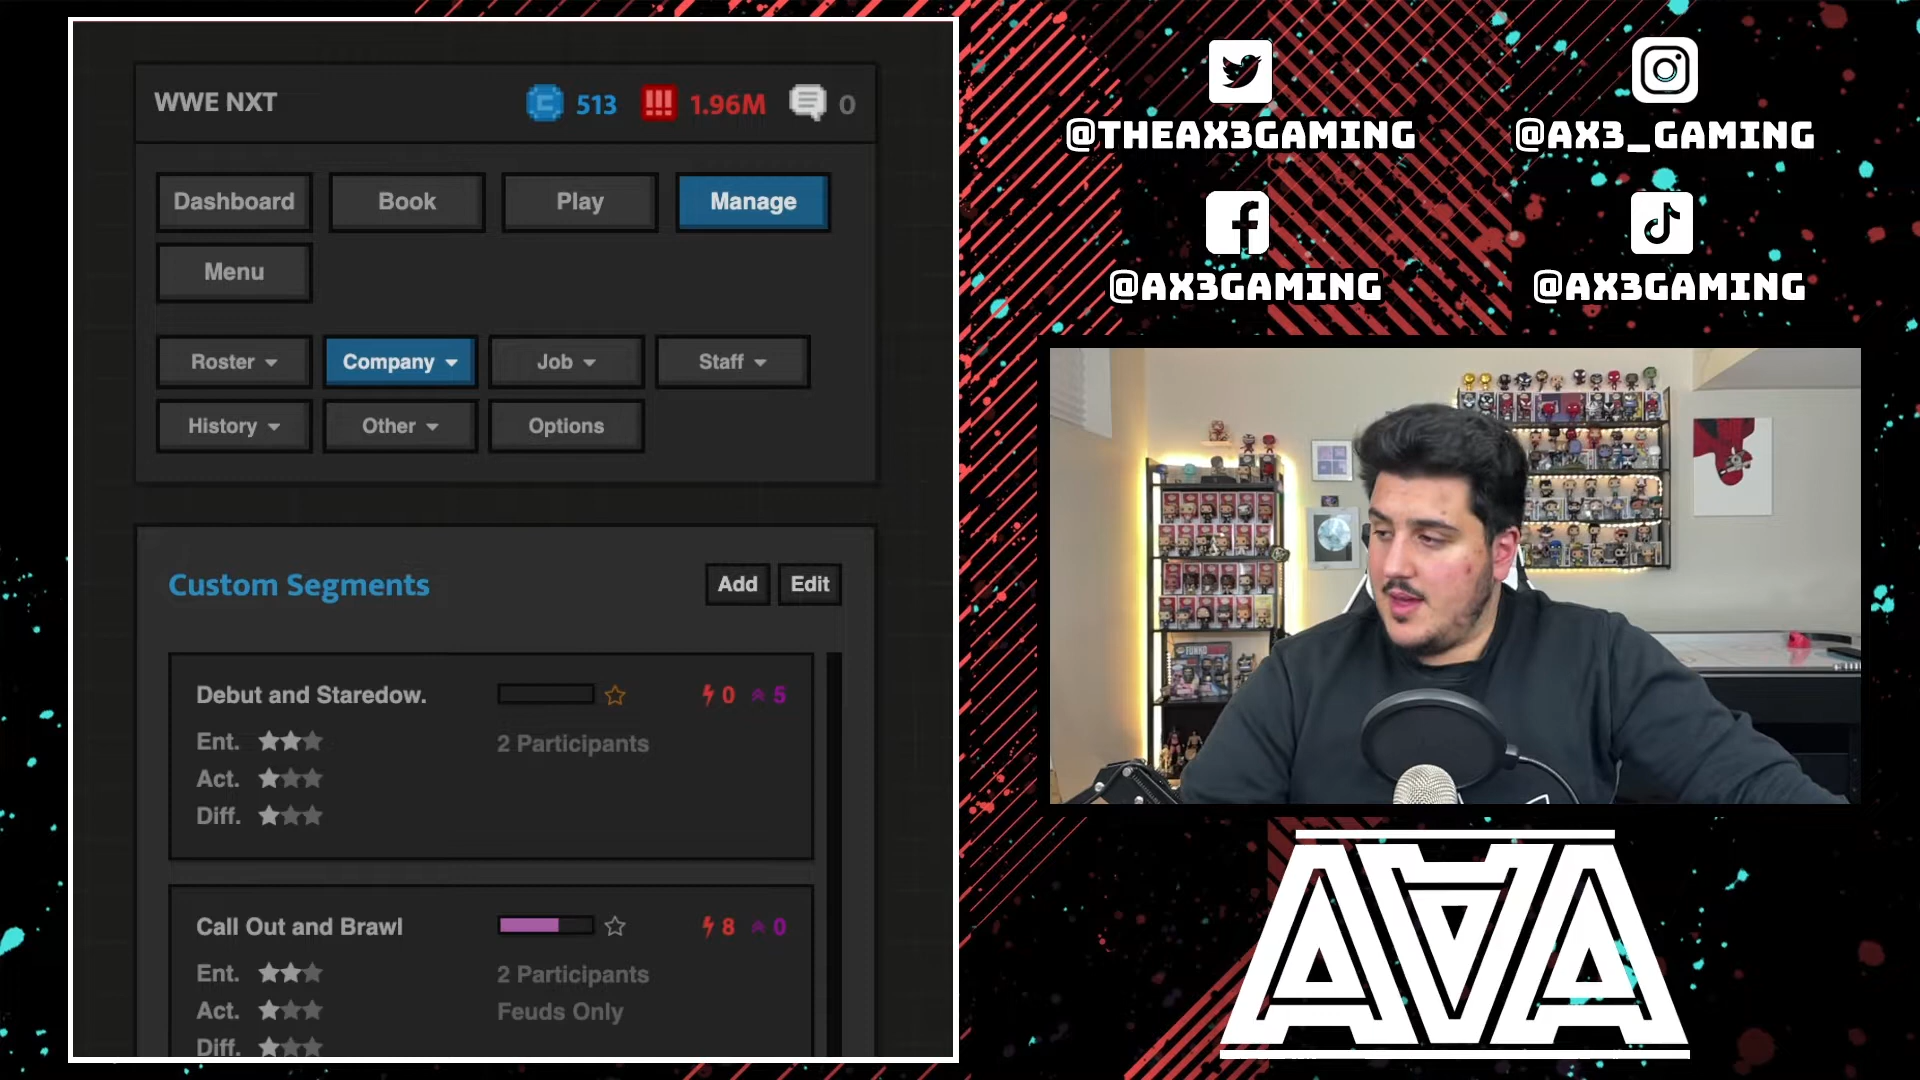 WWE NXT
513
1.96M
0
Dashboard
Book
Play
Manage
Menu
Roster
Company
Job
Staff
History
Other
Options
Custom Segments
Add
Edit
Debut and Staredow.
0
5
Ent.
2 Participants
Act.
Diff.
Call Out and Brawl
8
0
Ent.
2 Participants
Act.
Feuds Only
Diff.
@THEAX3GAMING
@AX3_GAMING
@AX3GAMING
@AX3GAMING